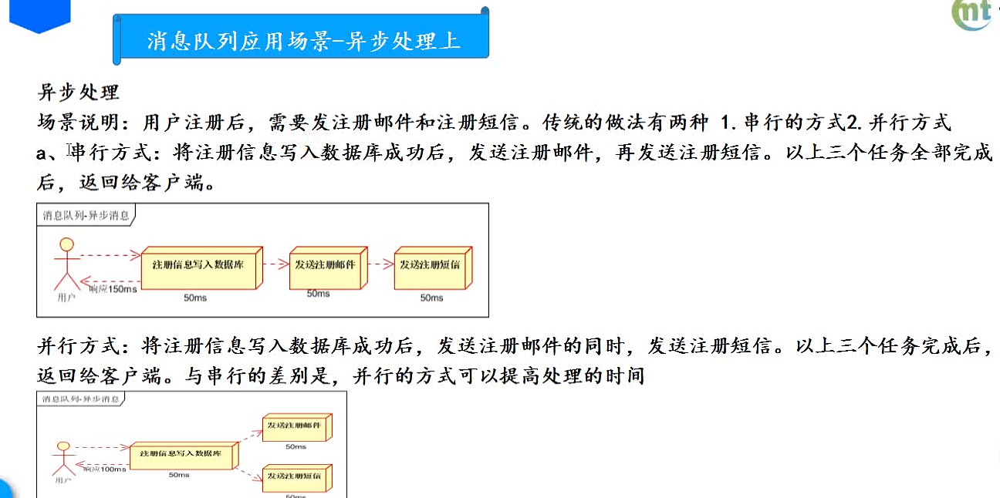 mt
消息队列应用场景-异步处理上
异步处理
场景说明：用户注册后，需要发注册邮件和注册短信。传统的做法有两种 1.串行的方式2.并行方式
a、串行方式：将注册信息写入数据库成功后，发送注册邮件，再发送注册短信。以上三个任务全部完成
后，返回给客户端。
消息队列-异步消息
注册信息写入数据库
发送注册邮件
发送注册短信
响应150ms
用户
50ms
50ms
50ms
并行方式：将注册信息写入数据库成功后，发送注册邮件的同时，发送注册短信。以上三个任务完成后，
返回给客户端。与串行的差别是，并行的方式可以提高处理的时间
消息队列-异步消息
发送注册邮件
50ms
注册信息写入数据库
响应100ms
50ms
用户
发送注册短信
50ms